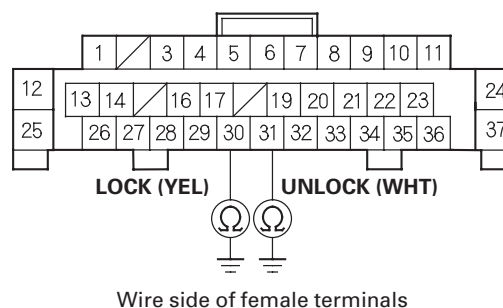 1 3 4 5 6 7 8 9 10 11
12 24
13 14 16 17 19 20 21 22 23
25 37
26 27 28 29 30 31 32 33 34 35 36
LOCK (YEL) UNLOCK (WHT)
Ω Ω
Wire side of female terminals